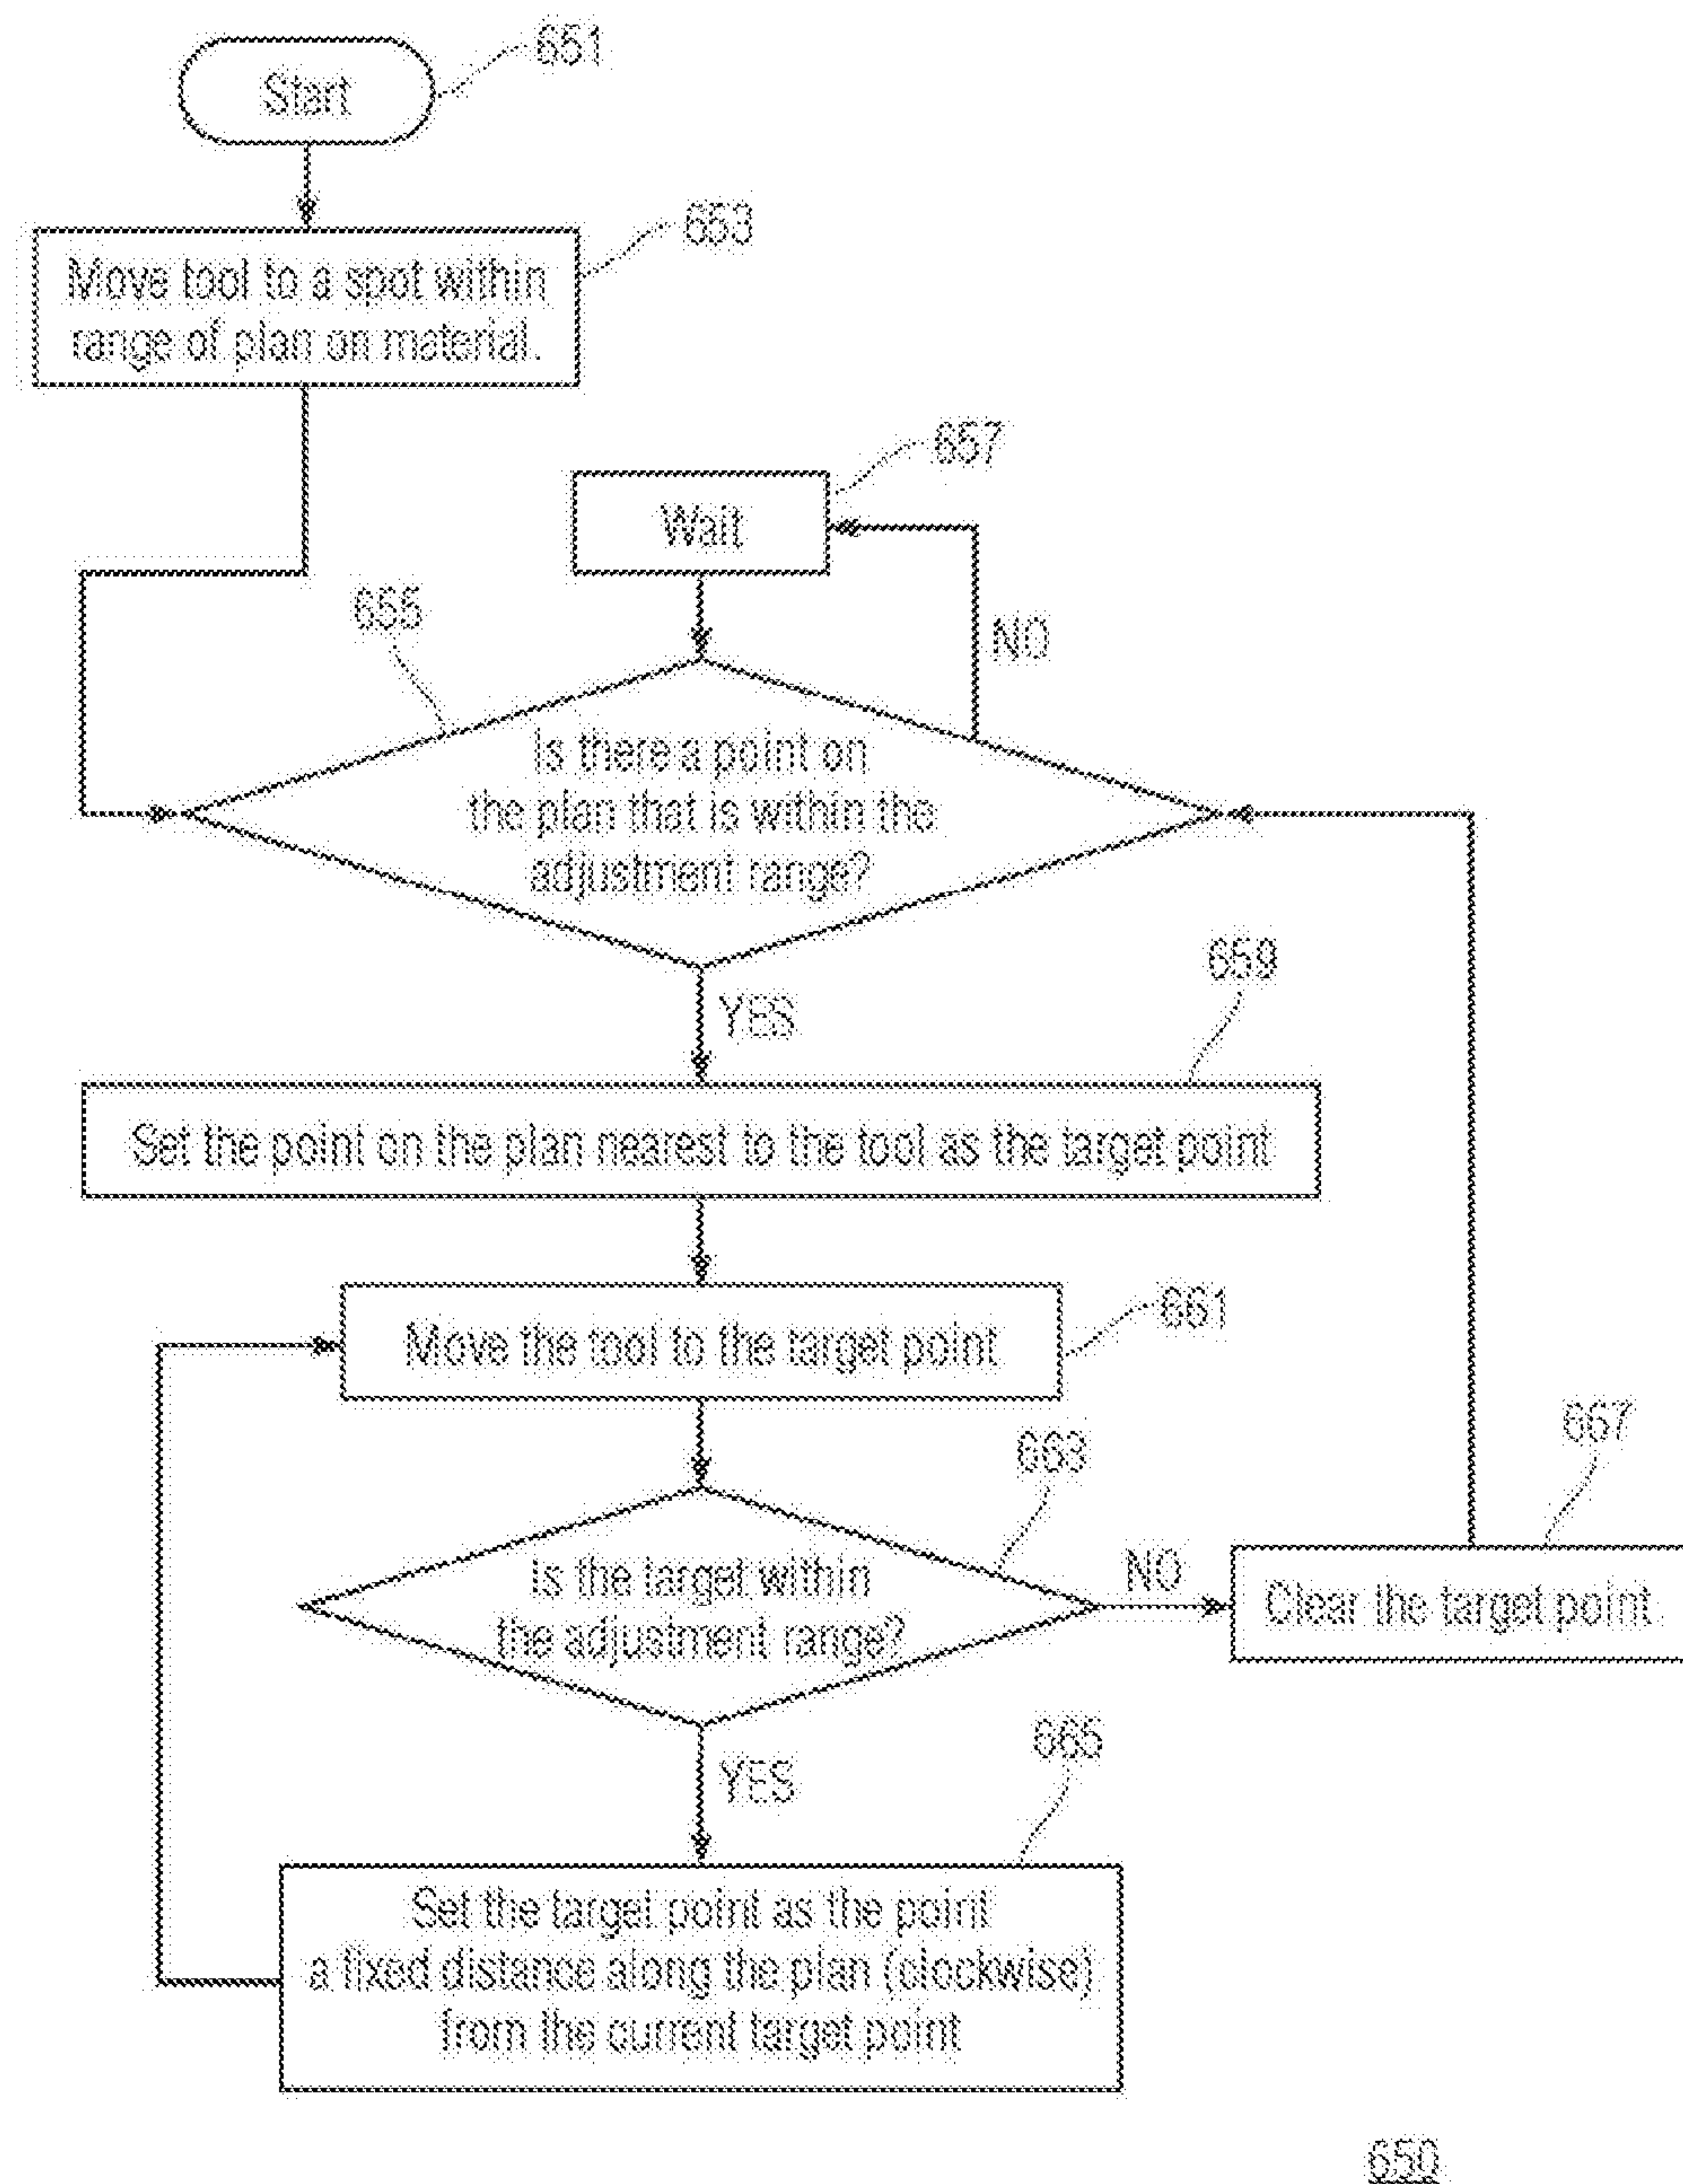 651
Start
653
Move tool to a spot within
range of plan on material.
657
Wait
655
NO
Is there a point on
the plan that is within the
adjustment range?
659
YES
Set the point on the plan nearest to the tool as the target point
661
Move the tool to the target point
663
667
Is the target within
the adjustment range?
NO
Clear the target point
665
YES
Set the target point as the point
a fixed distance along the plan (clockwise)
from the current target point
650